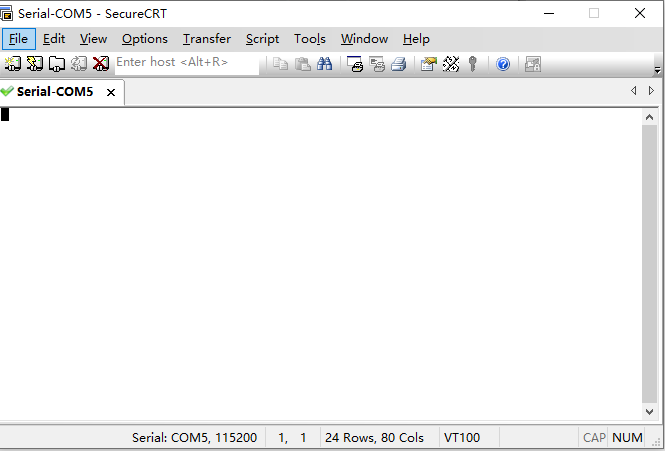 Serial-COM5 - SecureCRT
File Edit View Options Transfer Script Tools Window Help
Enter host <Alt+R>
Serial-COM5
Serial: COM5, 115200 1, 1 24 Rows, 80 Cols VT100 CAP NUM